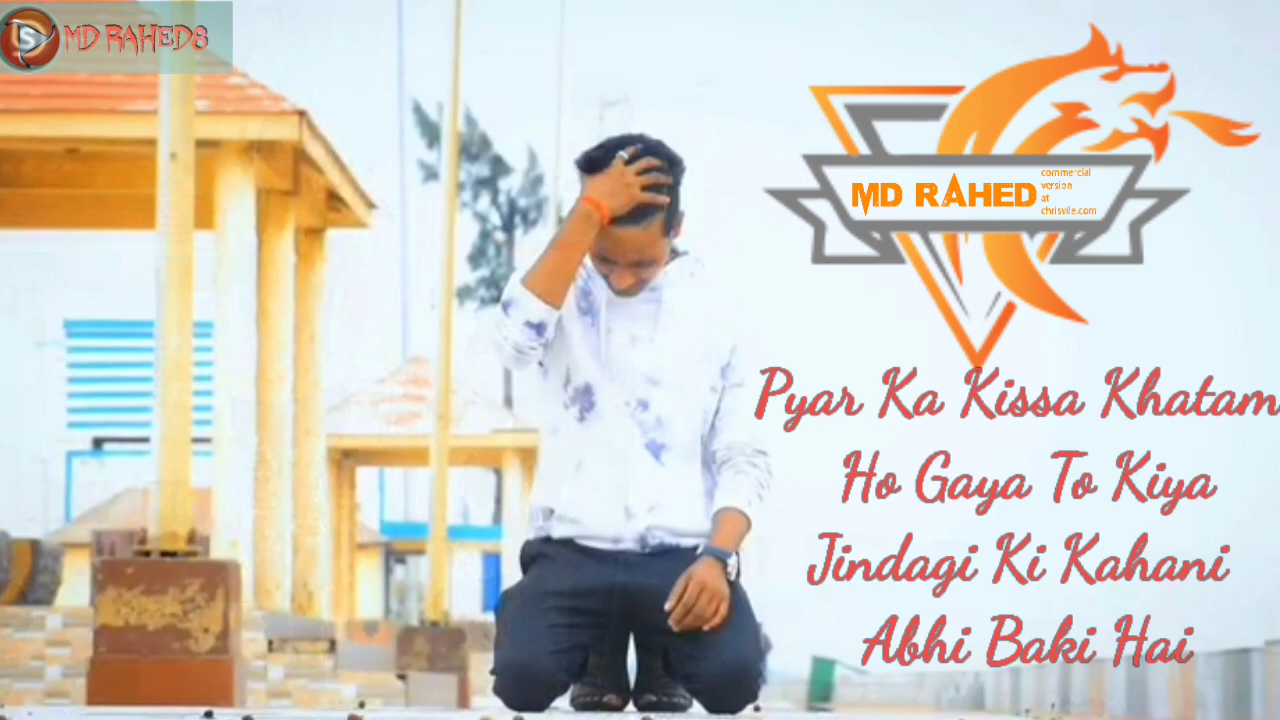 MD RAHED8
MD RAHED
commercial
version
at
chrisvile.com
Pyar Ka Kissa Khatam
Ho Gaya To Kiya
Jindagi Ki Kahani
Abhi Baki Hai